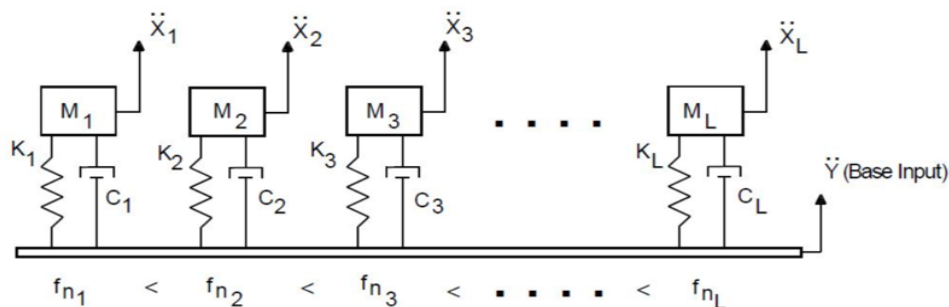 Ẍ1 Ẍ2 Ẍ3 ẌL
M1 M2 M3 . . . . ML
K1 K2 K3 KL
Ÿ (Base Input)
C1 C2 C3 CL
fn1 < fn2 < fn3 < . . . . < fnL